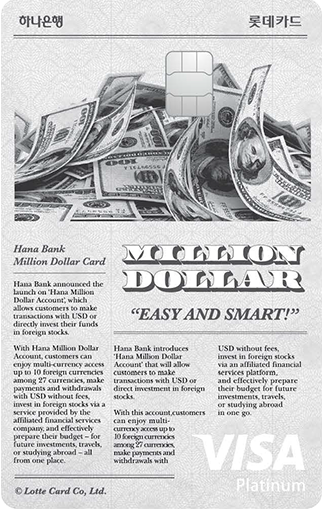 하나은행
롯데카드
Hana Bank
Million Dollar Card
Hana Bank announced the
launch on 'Hana Million
Dollar Account', which
allows customers to make
transactions with USD or
directly invest their funds
in foreign stocks.
With Hana Million Dollar
Account, customers can
enjoy multi-currency access
up to 10 foreign currencies
among 27 currencies, make
payments and withdrawals
with USD without fees,
invest in foreign stocks via a
service provided by the
affiliated financial services
company, and effectively
prepare their budget – for
future investments, travels,
or studying abroad – all
from one place.
MILLION
DOLLAR
“EASY AND SMART!”
Hana Bank introduces
'Hana Million Dollar
Account' that will allow
customers to make
transactions with USD or
direct investment in foreign
stocks.
With this account,customers
can enjoy multi-
currency access up to
10 foreign currencies
among 27 currencies,
make payments and
withdrawals with
USD without fees,
invest in foreign stocks
via an affiliated financial
services platform,
and effectively prepare
their budget for future
investments, travels,
or studying abroad
in one go.
VISA
Platinum
© Lotte Card Co, Ltd.